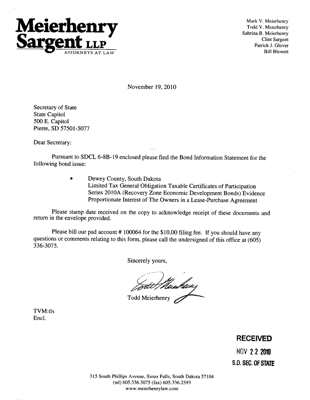 Meierhenry
Sargent LLP
ATTORNEYS AT LAW
Mark V. Meierhenry
Todd V. Meierhenry
Sabrina R. Meierhenry
Clint Sargent
Patrick J. Glover
Bill Blewett
November 19, 2010
Secretary of State
State Capitol
500 E. Capitol
Pierre, SD 57501-5077
Dear Secretary:
Pursuant to SDCL 6-8B-19 enclosed please find the Bond Information Statement for the
following bond issue:
• Dewey County, South Dakota
Limited Tax General Obligation Taxable Certificates of Participation
Series 2010A (Recovery Zone Economic Development Bonds) Evidence
Proportionate Interest of The Owners in a Lease-Purchase Agreement
Please stamp date received on the copy to acknowledge receipt of these documents and
return in the envelope provided.
Please bill our pad account # 100064 for the $10.00 filing fee. If you should have any
questions or comments relating to this form, please call the undersigned of this office at (605)
336-3075.
Sincerely yours,
Todd Meierhenry
Todd Meierhenry
TVM:tls
Encl.
RECEIVED
NOV 22 2010
S.D. SEC. OF STATE
315 South Phillips Avenue, Sioux Falls, South Dakota 57104
(tel) 605.336.3075 (fax) 605.336.2593
www.meierhenrylaw.com